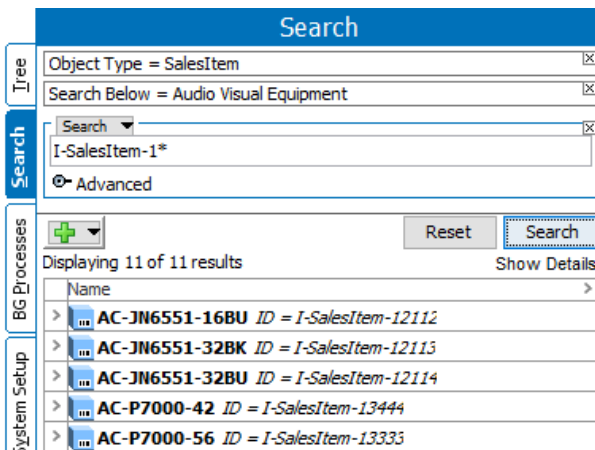 Search
Tree
Search
BG Processes
System Setup
Object Type = SalesItem
Search Below = Audio Visual Equipment
Search
I-SalesItem-1*
Advanced
Reset
Search
Displaying 11 of 11 results
Show Details
Name
AC-JN6551-16BU ID = I-SalesItem-12112
AC-JN6551-32BK ID = I-SalesItem-12113
AC-JN6551-32BU ID = I-SalesItem-12114
AC-P7000-42 ID = I-SalesItem-13444
AC-P7000-56 ID = I-SalesItem-13333